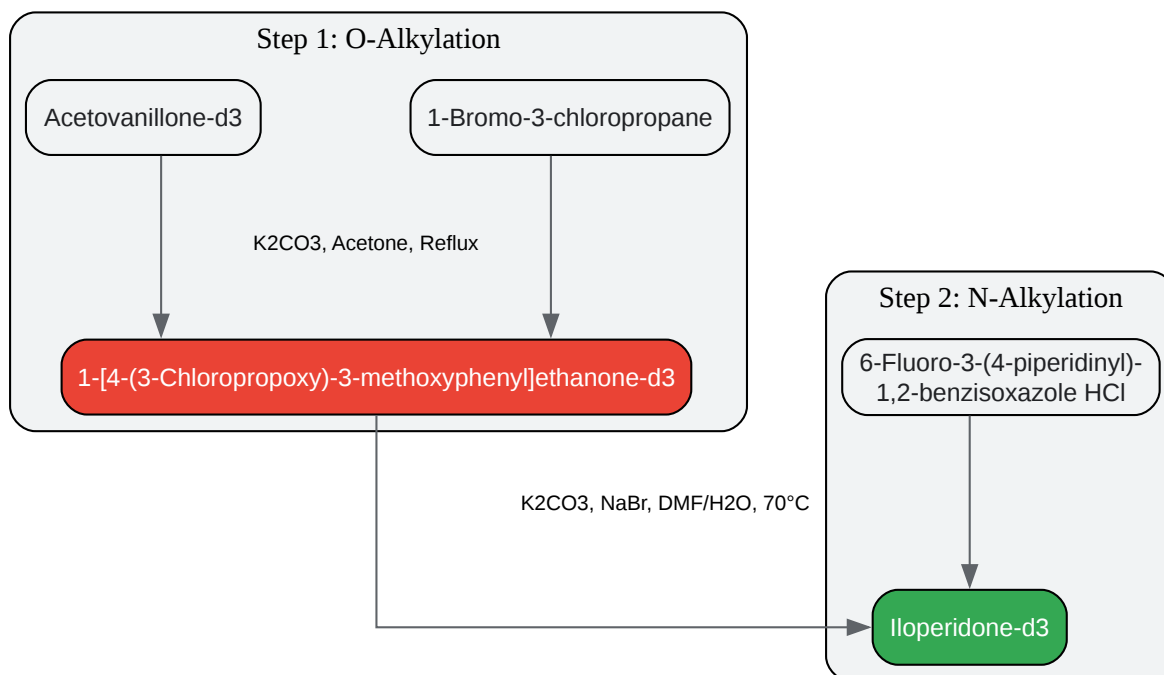 Step 1: O-Alkylation
Acetovanillone-d3
1-Bromo-3-chloropropane
K2CO3, Acetone, Reflux
1-[4-(3-Chloropropoxy)-3-methoxyphenyl]ethanone-d3
Step 2: N-Alkylation
6-Fluoro-3-(4-piperidinyl)-
1,2-benzisoxazole HCl
K2CO3, NaBr, DMF/H2O, 70°C
Iloperidone-d3